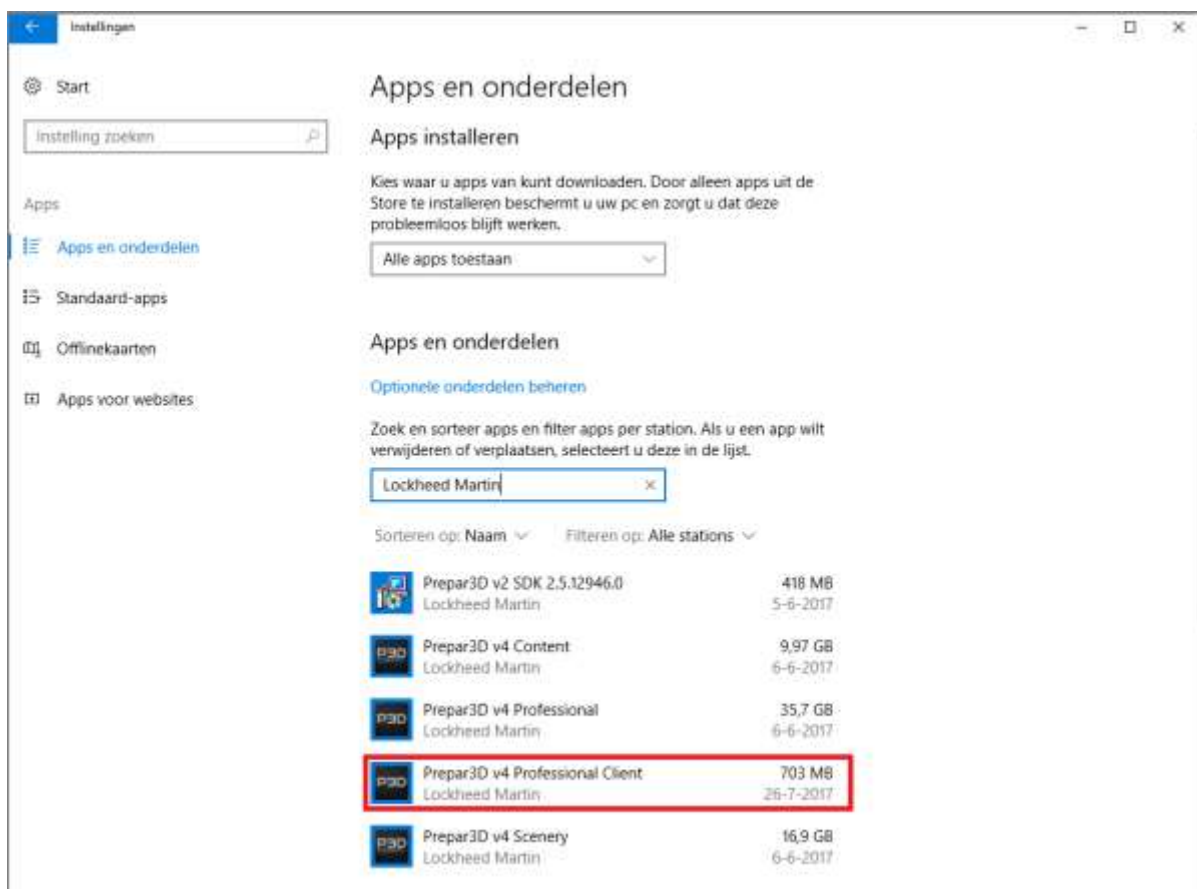 Instellingen
Start
Instelling zoeken
Apps
Apps en onderdelen
Standaard-apps
Offlinekaarten
Apps voor websites
Apps en onderdelen
Apps installeren
Kies waar u apps van kunt downloaden. Door alleen apps uit de
Store te installeren beschermt u uw pc en zorgt u dat deze
probleemloos blijft werken.
Alle apps toestaan
Apps en onderdelen
Optionele onderdelen beheren
Zoek en sorteer apps en filter apps per station. Als u een app wilt
verwijderen of verplaatsen, selecteert u deze in de lijst.
Lockheed Martin
Sorteren op: Naam Filteren op: Alle stations
Prepar3D v2 SDK 2.5.12946.0 418 MB
Lockheed Martin 5-6-2017
P3D Prepar3D v4 Content 9,97 GB
Lockheed Martin 6-6-2017
P3D Prepar3D v4 Professional 35,7 GB
Lockheed Martin 6-6-2017
P3D Prepar3D v4 Professional Client 703 MB
Lockheed Martin 26-7-2017
P3D Prepar3D v4 Scenery 16,9 GB
Lockheed Martin 6-6-2017